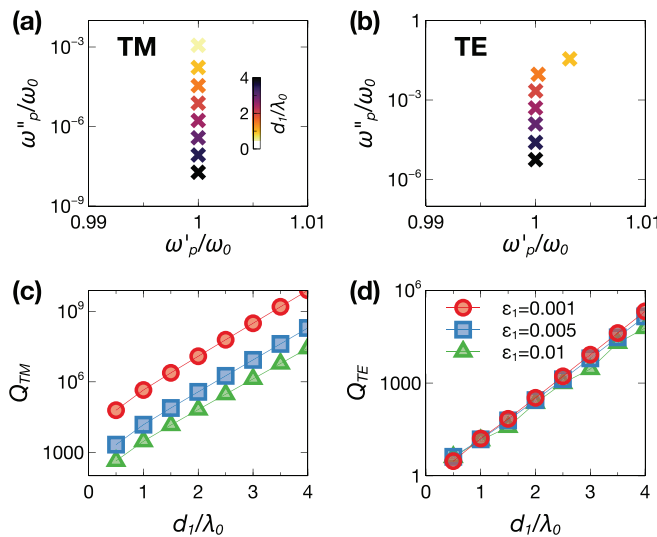 (a) TM
10⁻³
10⁻⁶
10⁻⁹
ω''ₚ/ω₀
4
2
0
d₁/λ₀
0.99 1 1.01
ω'ₚ/ω₀
(b) TE
1
10⁻³
10⁻⁶
ω''ₚ/ω₀
0.99 1 1.01
ω'ₚ/ω₀
(c)
10⁹
10⁶
1000
Q_TM
0 1 2 3 4
d₁/λ₀
(d)
10⁶
1000
1
Q_TE
ε₁=0.001
ε₁=0.005
ε₁=0.01
0 1 2 3 4
d₁/λ₀